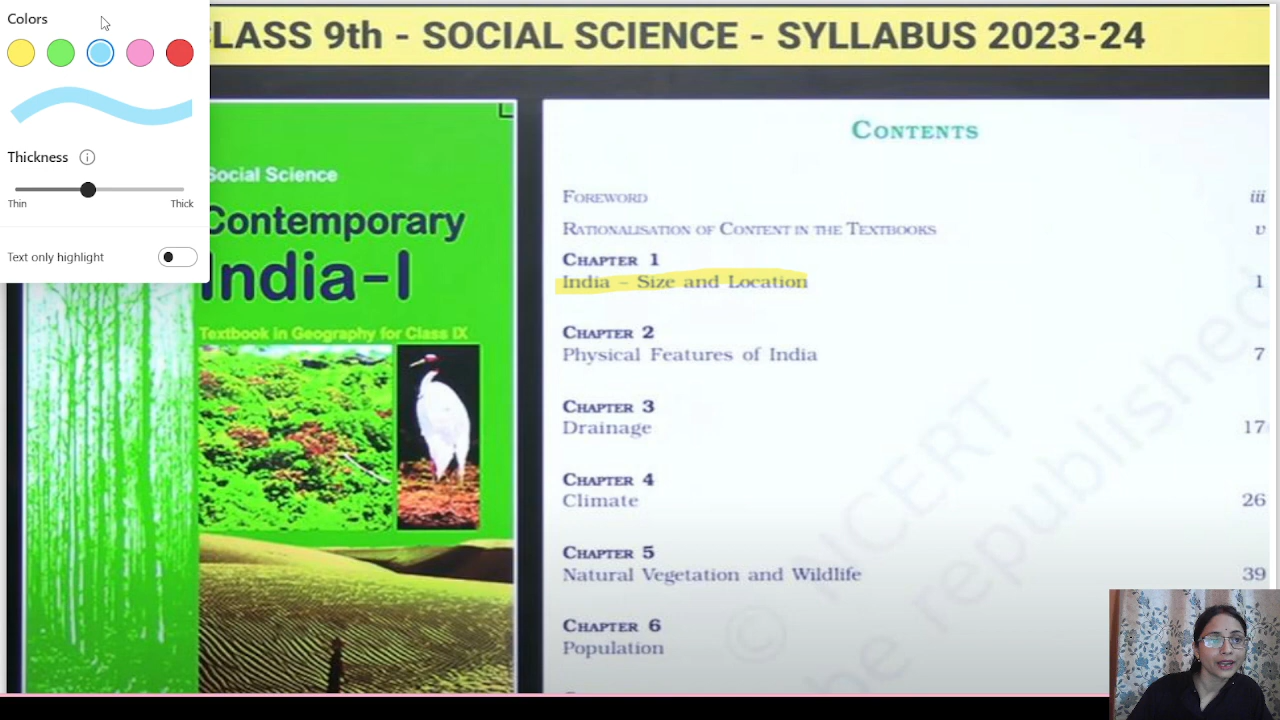 Colors
Thickness
Thin Thick
Text only highlight
LASS 9th - SOCIAL SCIENCE - SYLLABUS 2023-24
Social Science
Contemporary
India-I
Textbook in Geography for Class IX
CONTENTS
FOREWORD iii
RATIONALISATION OF CONTENT IN THE TEXTBOOKS v
CHAPTER 1
India – Size and Location 1
CHAPTER 2
Physical Features of India 7
CHAPTER 3
Drainage 17
CHAPTER 4
Climate 26
CHAPTER 5
Natural Vegetation and Wildlife 39
CHAPTER 6
Population
© NCERT
be republished